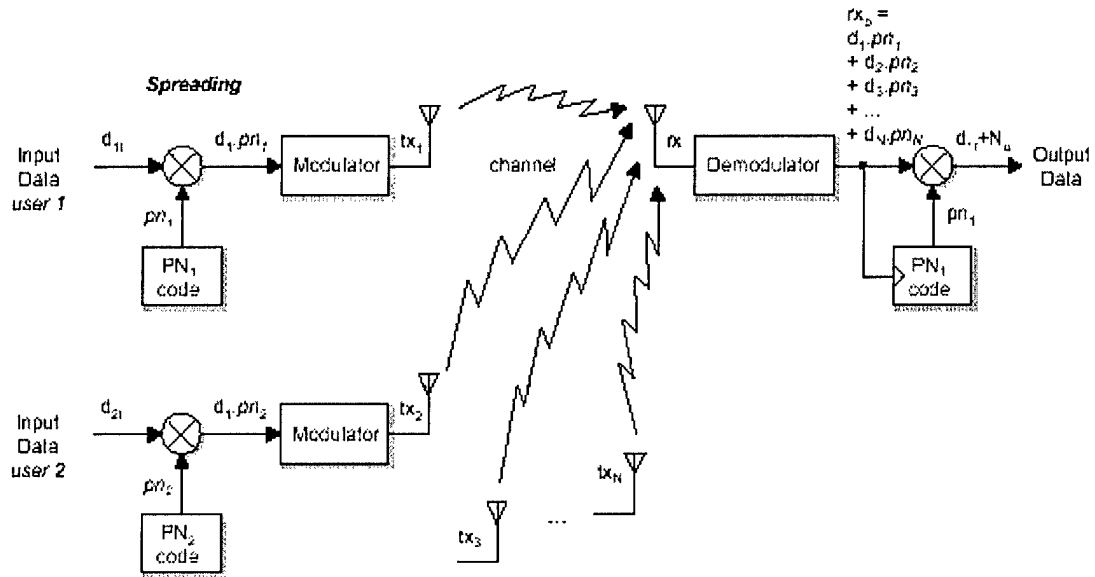 rx_b =
d_1.pn_1
+ d_2.pn_2
+ d_3.pn_3
+ ...
+ d_N.pn_N
Spreading
Input
Data
user 1
d_1t
d_1.pn_1
Modulator
tx_1
channel
rx
Demodulator
Output
Data
pn_1
PN_1
code
pn_1
PN_1
code
Input
Data
user 2
d_2t
d_1.pn_2
Modulator
tx_2
pn_2
PN_2
code
tx_3
...
tx_N